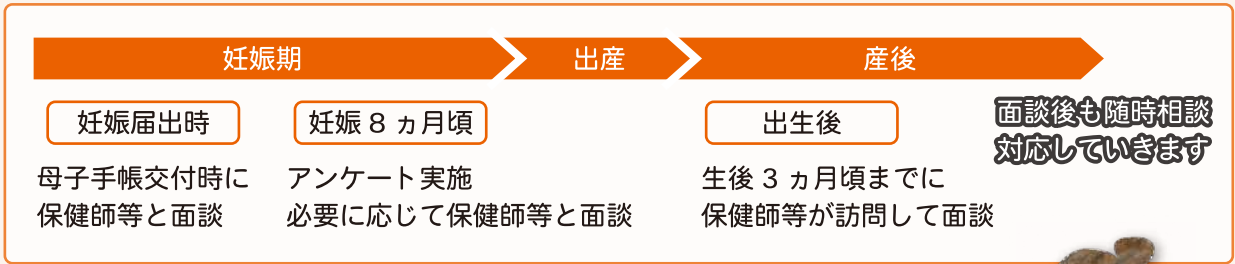 妊娠期
出産
産後
妊娠届出時
母子手帳交付時に
保健師等と面談
妊娠8ヵ月頃
アンケート実施
必要に応じて保健師等と面談
出生後
生後3ヵ月頃までに
保健師等が訪問して面談
面談後も随時相談
対応していきます